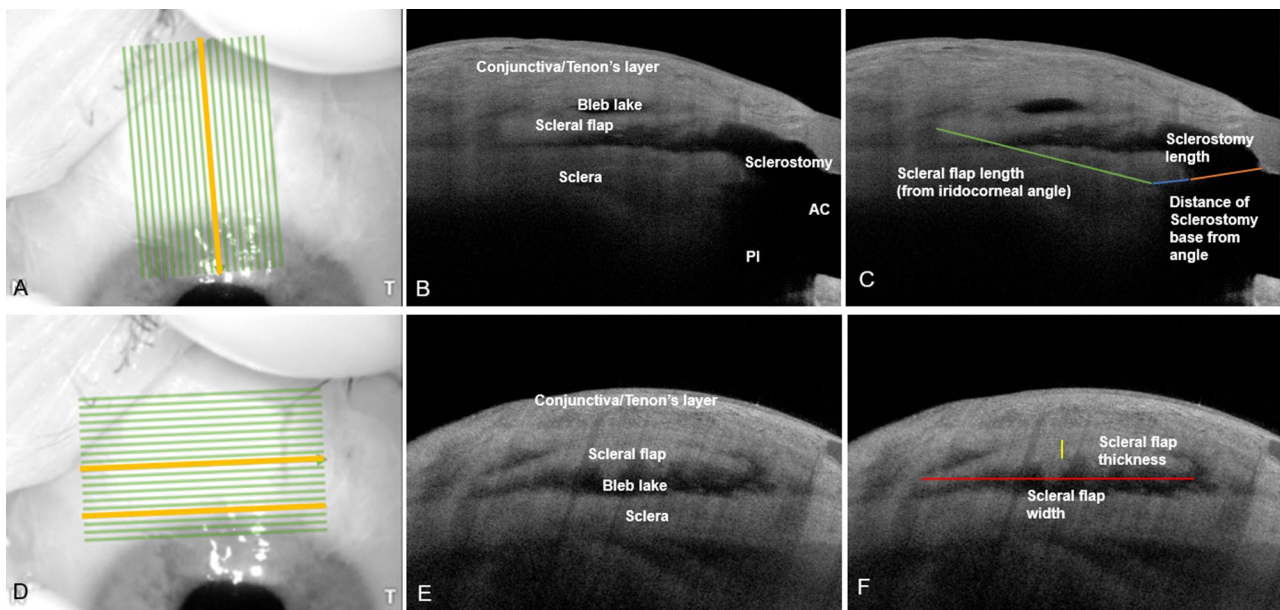 A
T
Conjunctiva/Tenon's layer
Bleb lake
Scleral flap
Sclerostomy
Sclera
AC
PI
B
Sclerostomy
length
Scleral flap length
(from iridocorneal angle)
Distance of
Sclerostomy
base from
angle
C
D
T
Conjunctiva/Tenon's layer
Scleral flap
Bleb lake
Sclera
E
Scleral flap
thickness
Scleral flap
width
F